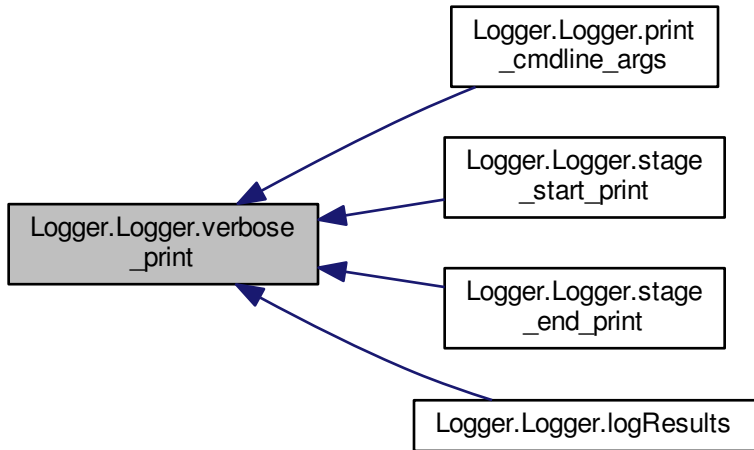 Logger.Logger.print
_cmdline_args
Logger.Logger.stage
_start_print
Logger.Logger.verbose
_print
Logger.Logger.stage
_end_print
Logger.Logger.logResults